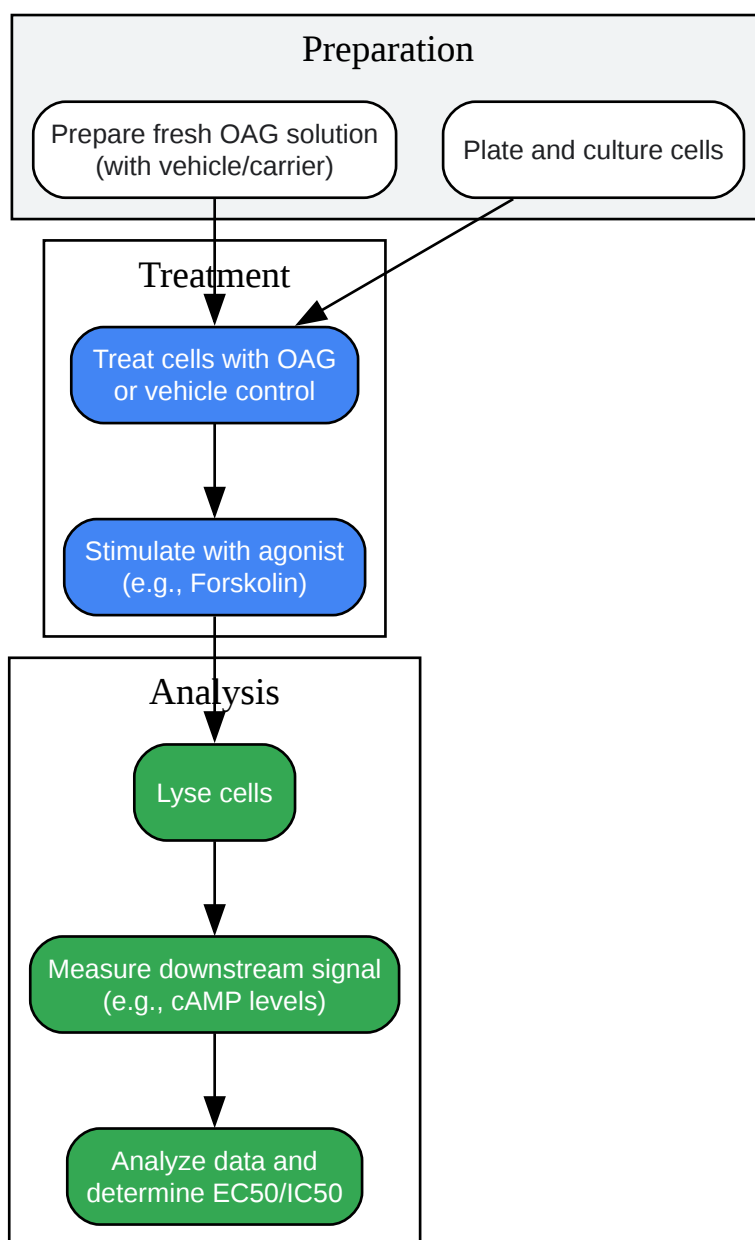 Preparation
Prepare fresh OAG solution
(with vehicle/carrier)
Plate and culture cells
Treatment
Treat cells with OAG
or vehicle control
Stimulate with agonist
(e.g., Forskolin)
Analysis
Lyse cells
Measure downstream signal
(e.g., cAMP levels)
Analyze data and
determine EC50/IC50